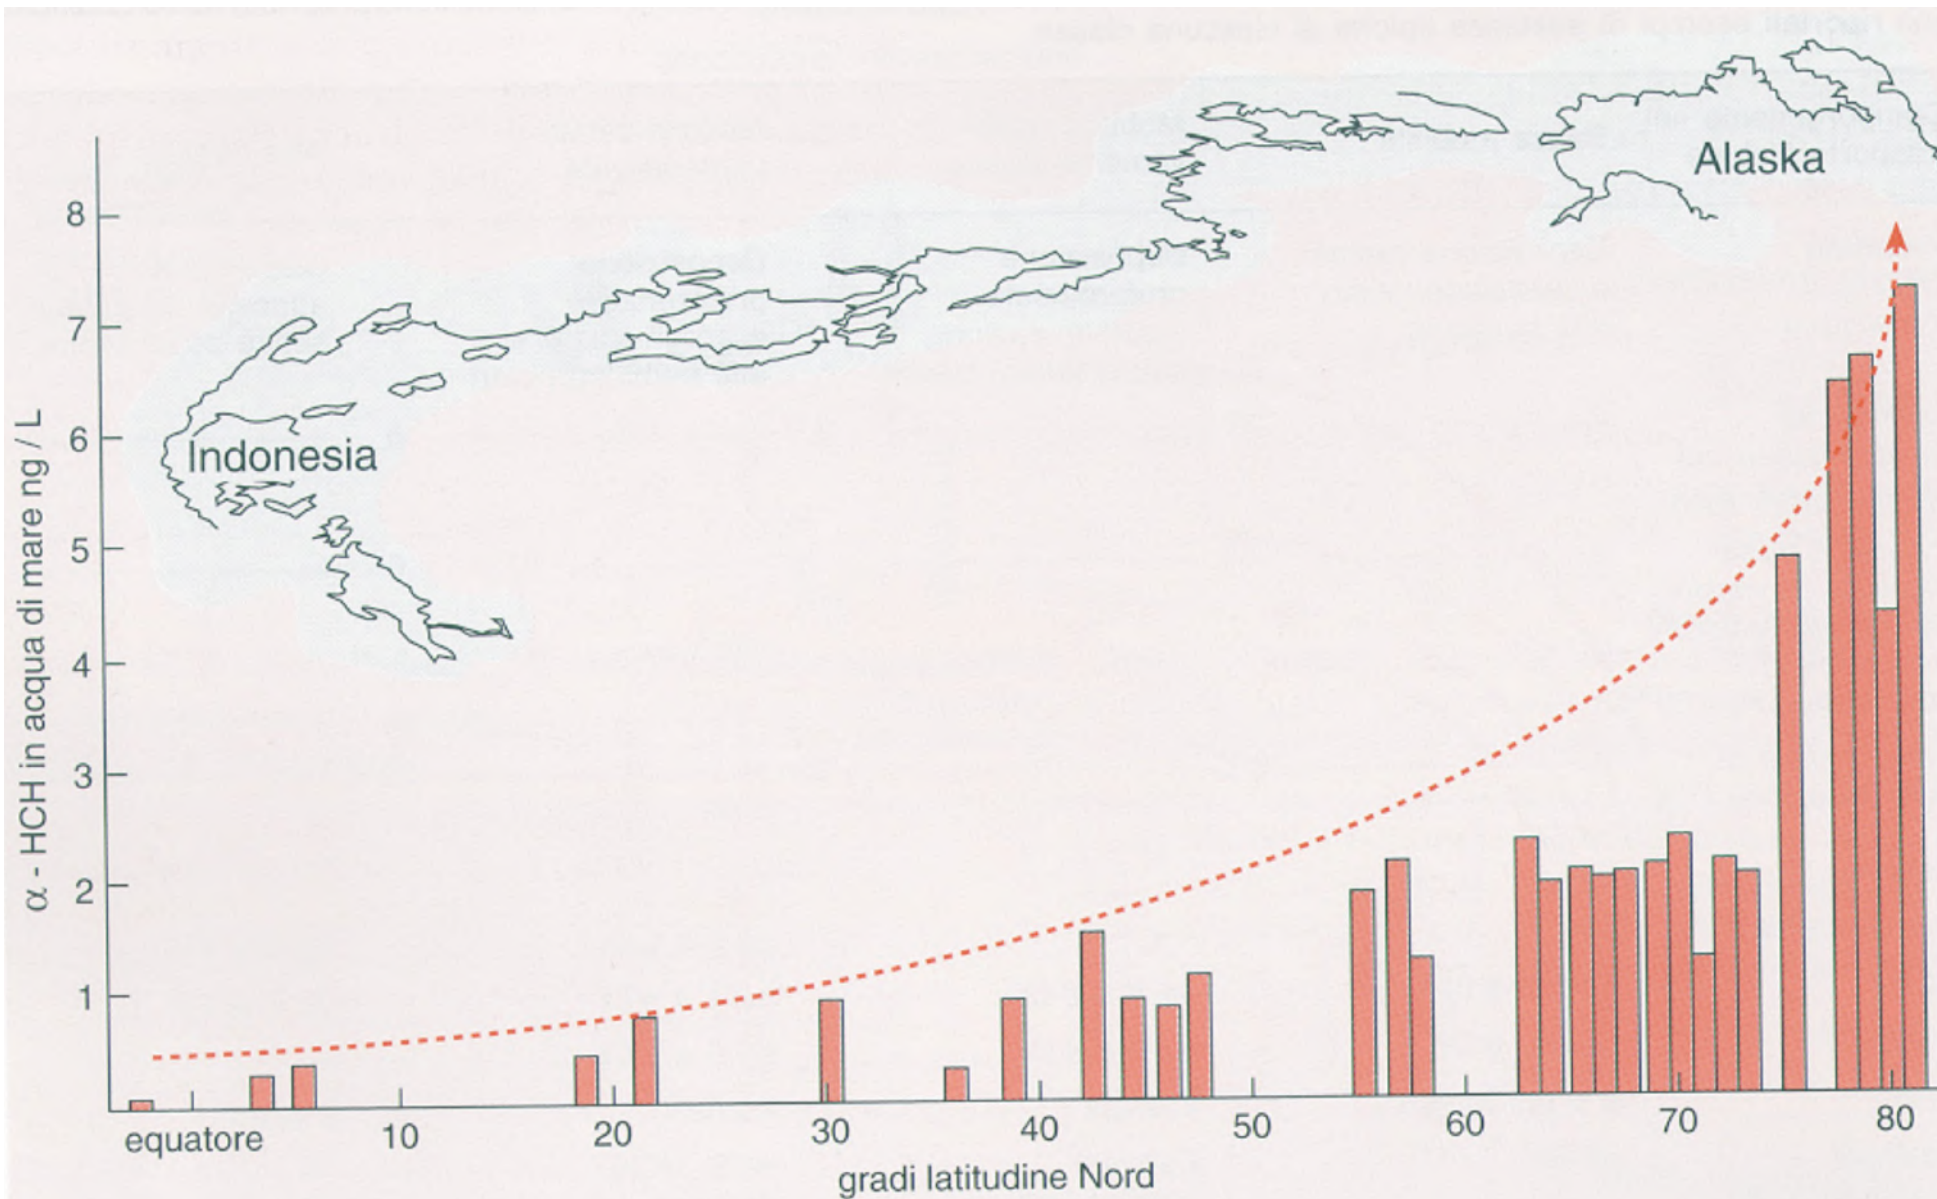 Alaska
Indonesia
α - HCH in acqua di mare ng / L
8
7
6
5
4
3
2
1
equatore 10 20 30 40 50 60 70 80
gradi latitudine Nord